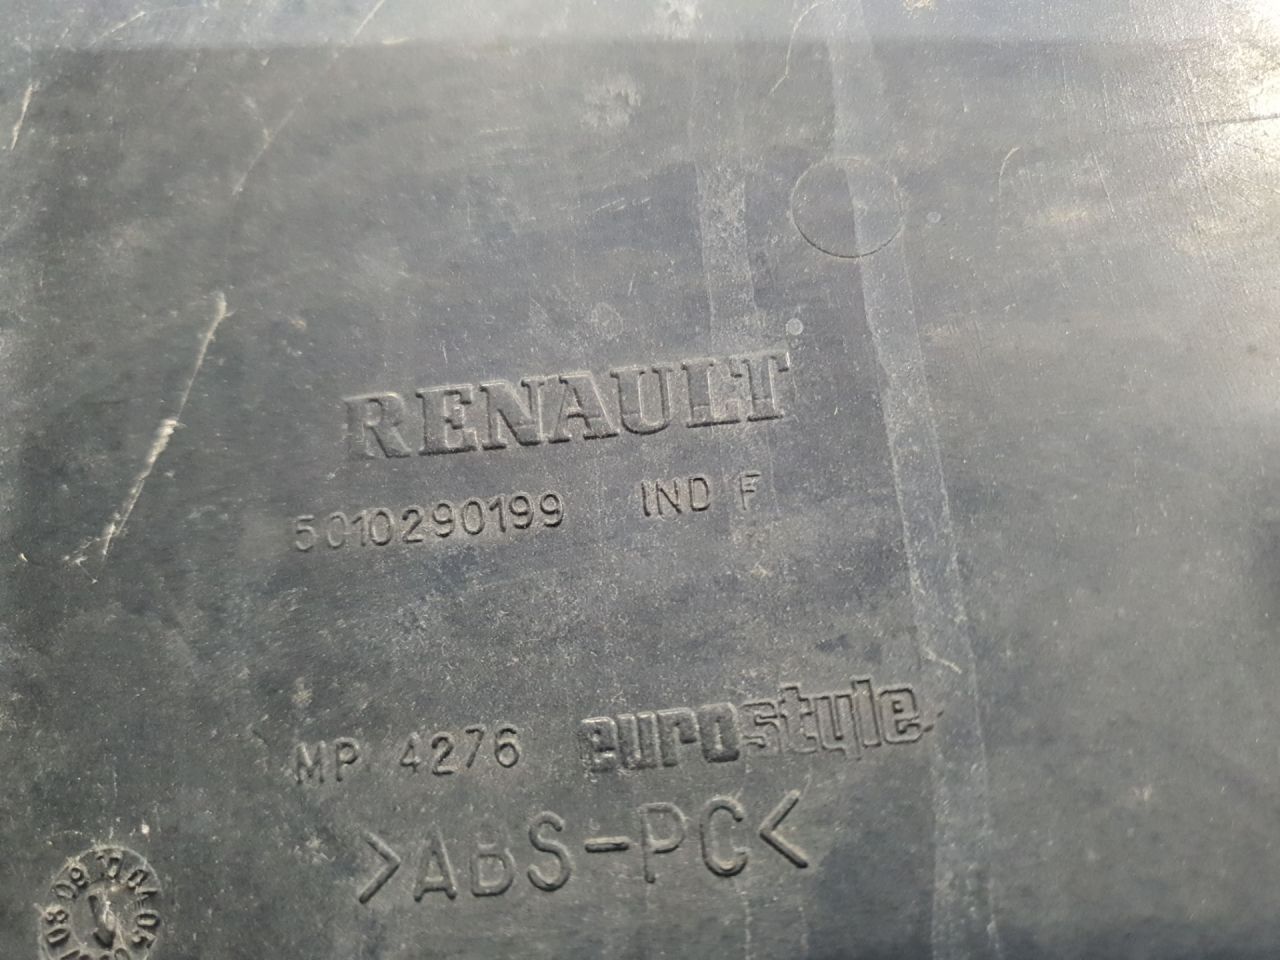 RENAULT
5010290199 IND F
MP 4276 eurostyle
>ABS-PC<